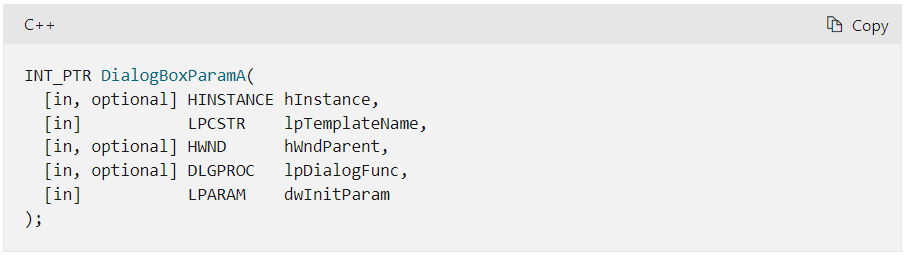 C++
Copy
INT_PTR DialogBoxParamA(
  [in, optional] HINSTANCE hInstance,
  [in]           LPCSTR    lpTemplateName,
  [in, optional] HWND      hWndParent,
  [in, optional] DLGPROC   lpDialogFunc,
  [in]           LPARAM    dwInitParam
);